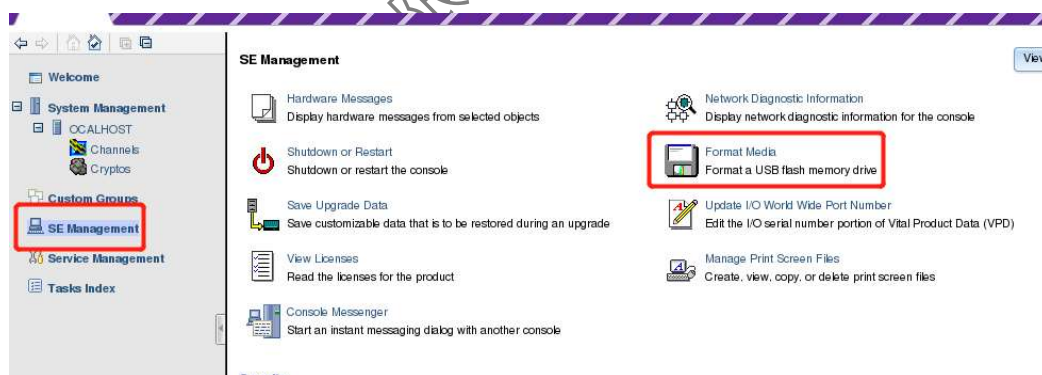 Welcome
System Management
OCALHOST
Channels
Cryptos
Custom Groups
SE Management
Service Management
Tasks Index
SE Management
View
Hardware Messages
Display hardware messages from selected objects
Network Diagnostic Information
Display network diagnostic information for the console
Shutdown or Restart
Shutdown or restart the console
Format Media
Format a USB flash memory drive
Save Upgrade Data
Save customizable data that is to be restored during an upgrade
Update I/O World Wide Port Number
Edit the I/O serial number portion of Vital Product Data (VPD)
View Licenses
Read the licenses for the product
Manage Print Screen Files
Create, view, copy, or delete print screen files
Console Messenger
Start an instant messaging dialog with another console